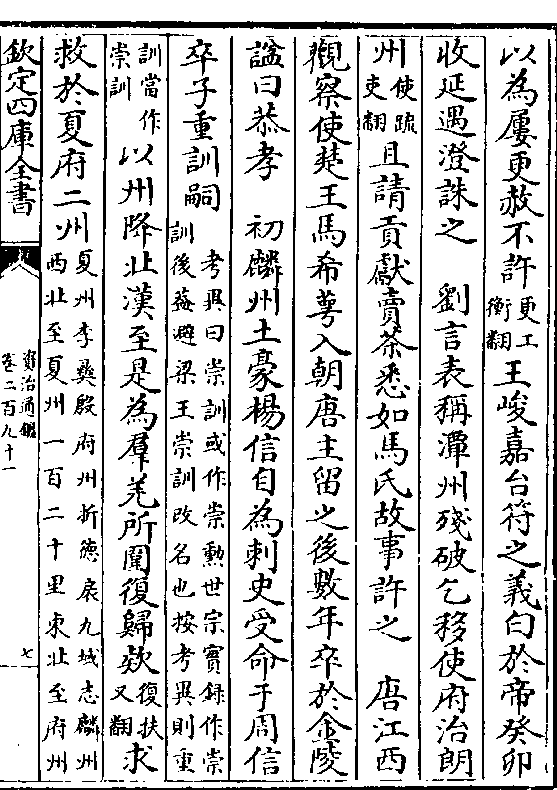 以為屢更赦不許更工衡翻王峻嘉台符之義白於帝癸卯
收延遇澄誅之　劉言表稱潭州殘破乞移使府治朗
州使疏吏翻且請貢獻賣茶悉如馬氏故事許之　唐江西
觀察使楚王馬希萼入朝唐主留之後數年卒於金陵
諡曰恭孝　初麟州土豪楊信自為刺史受命于周信
卒子重訓嗣考異曰崇訓或作崇勲世宗實録作崇訓後葢避梁王崇訓改名也按考異則重
訓當作崇訓以州降北漢至是為羣羌所圍復歸欵復扶又翻求
救於夏府二州夏州李彞殷府州折德扆九域志麟州西北至夏州一百二十里東北至府州
欽定四庫全書
資治通鑑
卷二百九十一
七